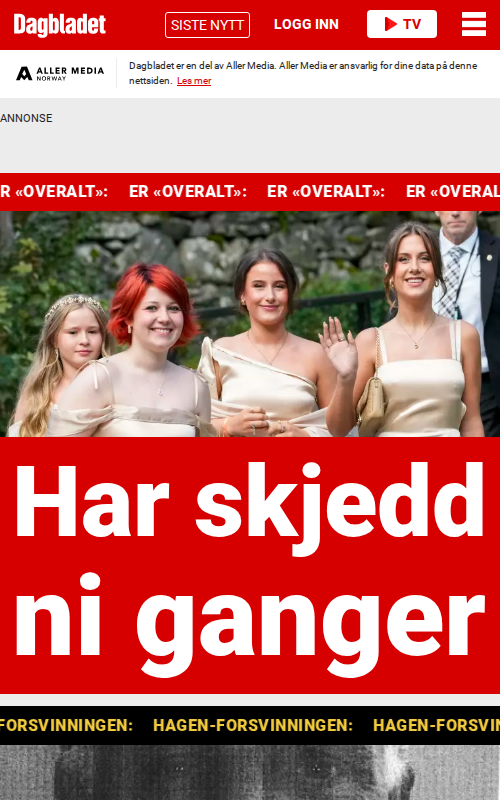 Dagbladet
SISTE NYTT
LOGG INN
TV
ALLER MEDIA
NORWAY
Dagbladet er en del av Aller Media. Aller Media er ansvarlig for dine data på denne
nettsiden. Les mer
ANNONSE
R «OVERALT»: ER «OVERALT»: ER «OVERALT»: ER «OVERAL
Har skjedd
ni ganger
FORSVINNINGEN: HAGEN-FORSVINNINGEN: HAGEN-FORSVIN